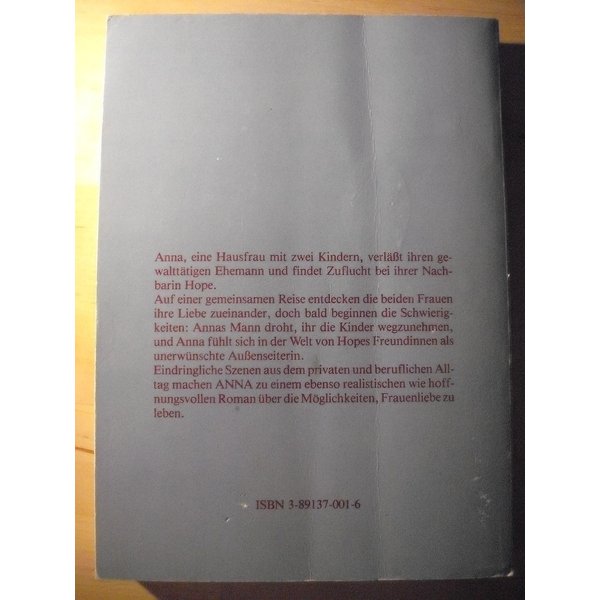 Anna, eine Hausfrau mit zwei Kindern, verläßt ihren ge-
walttätigen Ehemann und findet Zuflucht bei ihrer Nach-
barin Hope.
Auf einer gemeinsamen Reise entdecken die beiden Frauen
ihre Liebe zueinander, doch bald beginnen die Schwierig-
keiten: Annas Mann droht, ihr die Kinder wegzunehmen,
und Anna fühlt sich in der Welt von Hopes Freundinnen als
unerwünschte Außenseiterin.
Eindringliche Szenen aus dem privaten und beruflichen All-
tag machen ANNA zu einem ebenso realistischen wie hoff-
nungsvollen Roman über die Möglichkeiten, Frauenliebe zu
leben.
ISBN 3-89137-001-6